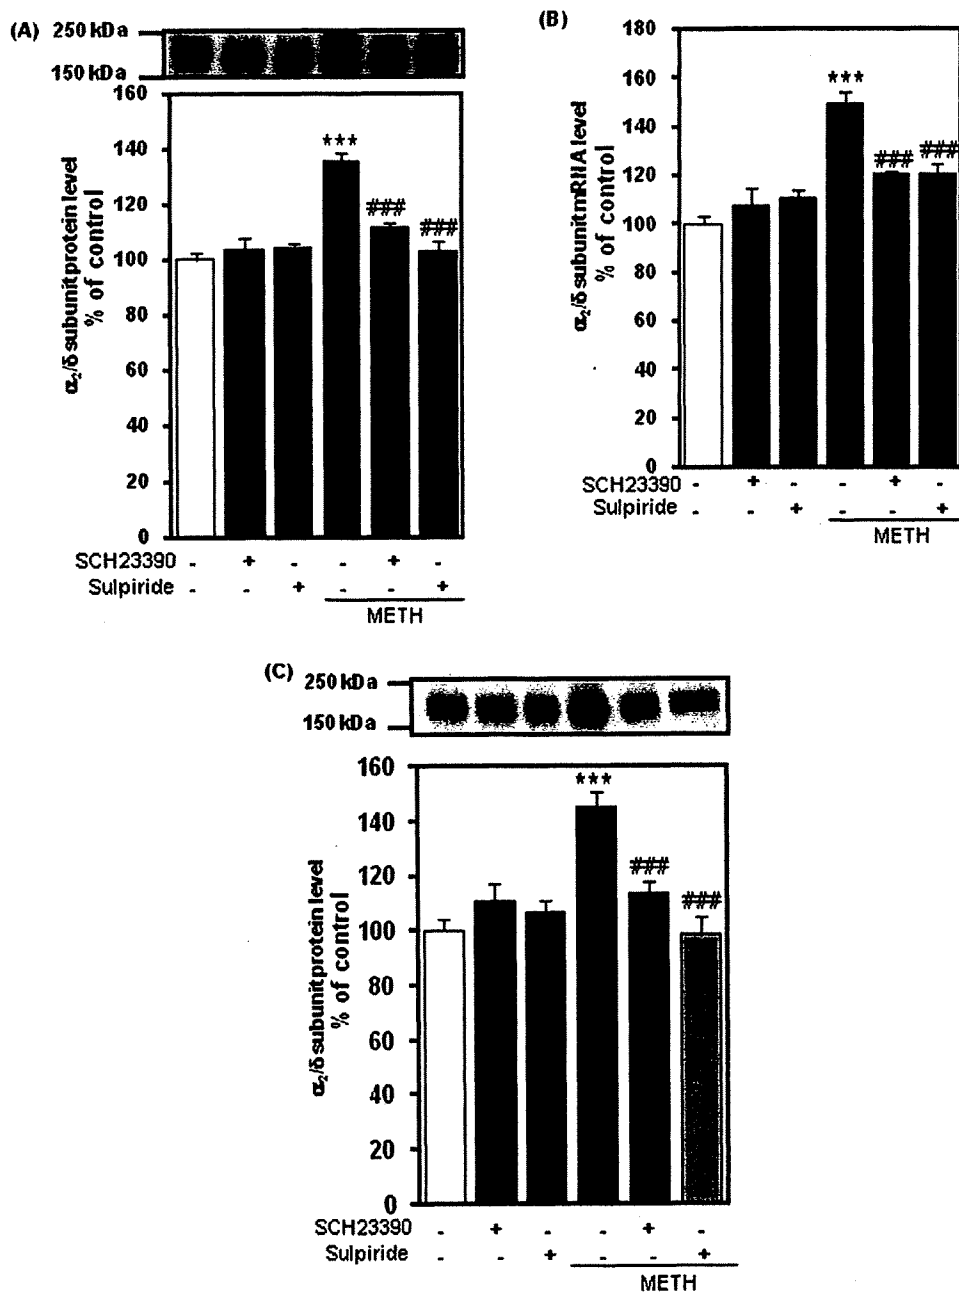 (A)
250 kDa
150 kDa
160
140
120
100
80
60
40
20
0
α₂/δ subunit protein level
% of control
***
###
###
SCH23390 - + - - + -
Sulpiride - - + - - +
METH
(B)
180
160
140
120
100
80
60
40
20
0
α₂/δ subunit mRNA level
% of control
***
###
###
SCH23390 - + - - + -
Sulpiride - - + - - +
METH
(C)
250 kDa
150 kDa
160
140
120
100
80
60
40
20
0
α₂/δ subunit protein level
% of control
***
###
###
SCH23390 - + - - + -
Sulpiride - - + - - +
METH